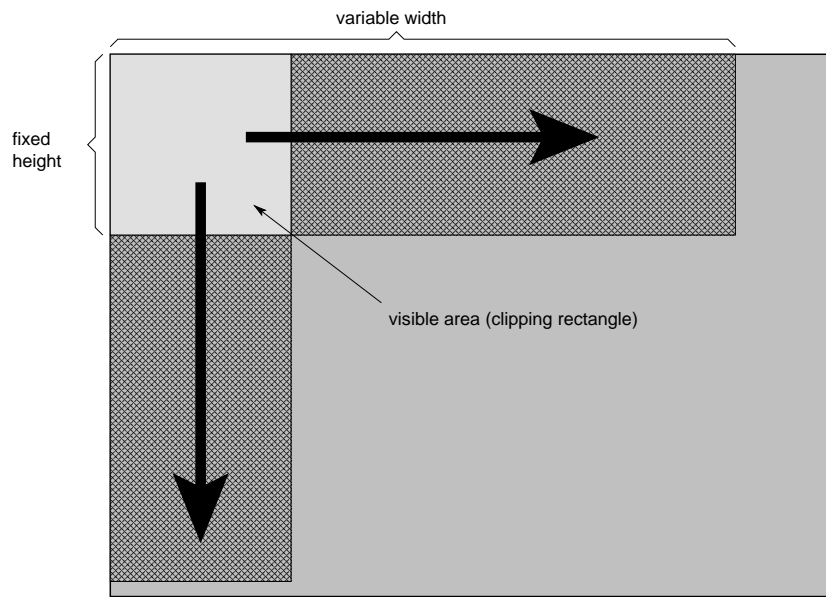 variable width
fixed
height
visible area (clipping rectangle)